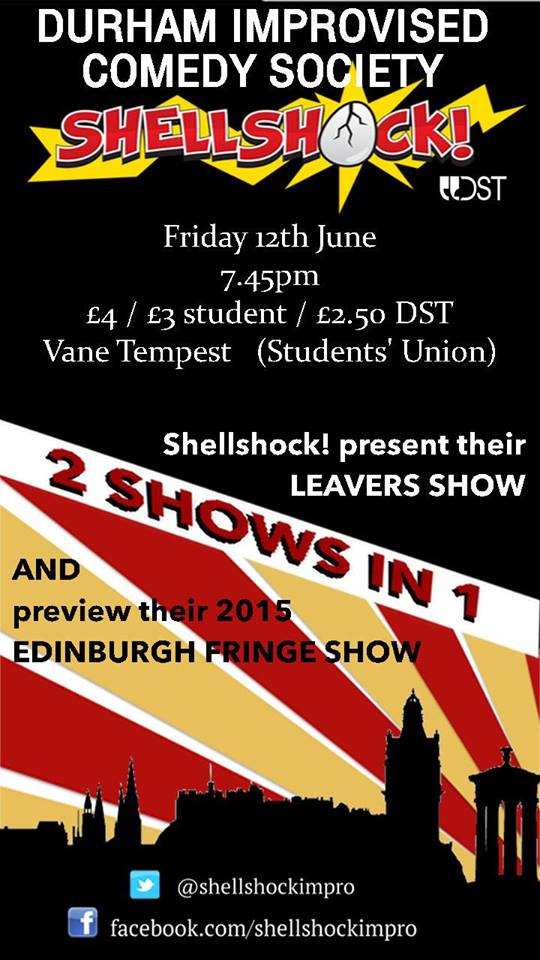 DURHAM IMPROVISED
COMEDY SOCIETY
SHELLSHOCK!
DST
Friday 12th June
7.45pm
£4 / £3 student / £2.50 DST
Vane Tempest (Students' Union)
Shellshock! present their
LEAVERS SHOW
2 SHOWS IN 1
AND
preview their 2015
EDINBURGH FRINGE SHOW
@shellshockimpro
facebook.com/shellshockimpro